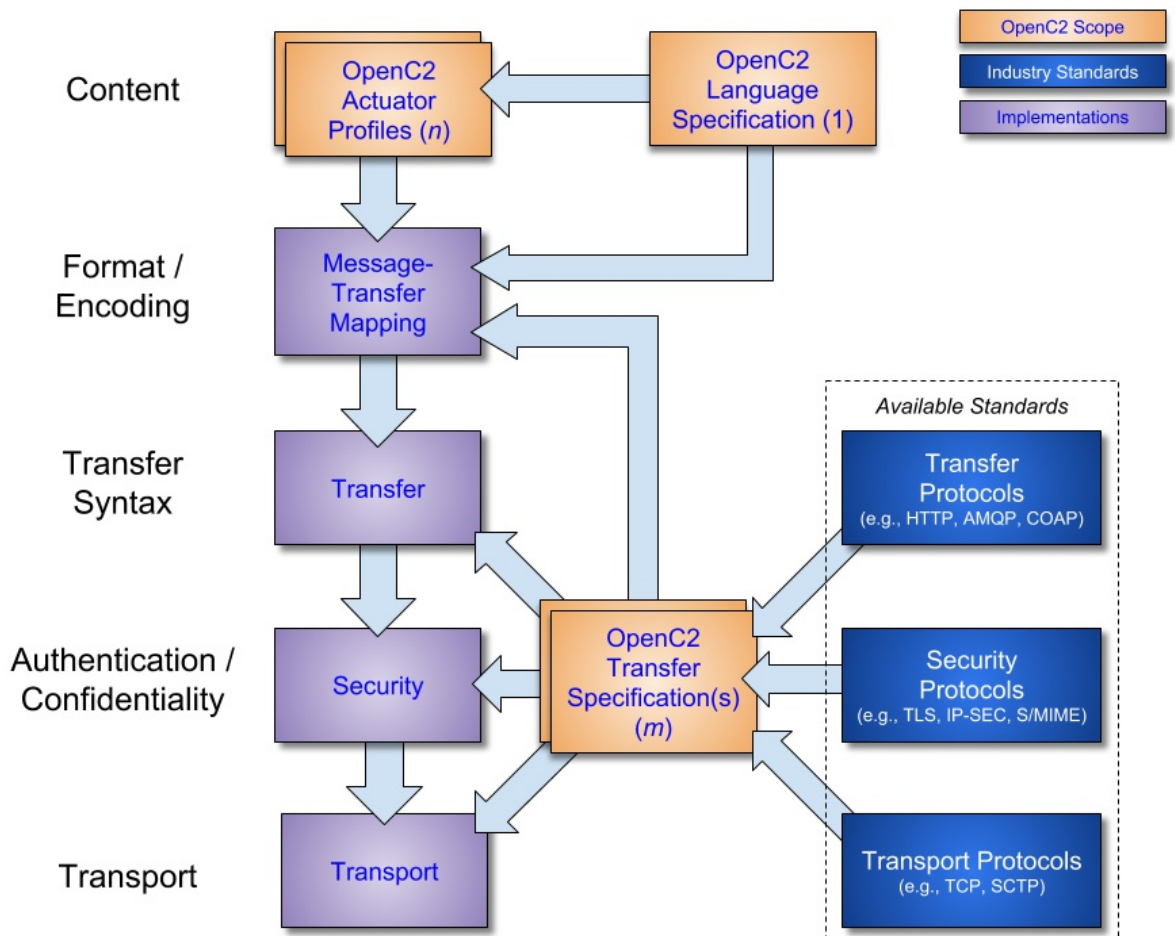 Content
OpenC2
Actuator
Profiles (n)
OpenC2
Language
Specification (1)
OpenC2 Scope
Industry Standards
Implementations
Format /
Encoding
Message-
Transfer
Mapping
Available Standards
Transfer
Syntax
Transfer
Transfer
Protocols
(e.g., HTTP, AMQP, COAP)
Authentication /
Confidentiality
Security
OpenC2
Transfer
Specification(s)
(m)
Security
Protocols
(e.g., TLS, IP-SEC, S/MIME)
Transport
Transport
Transport Protocols
(e.g., TCP, SCTP)